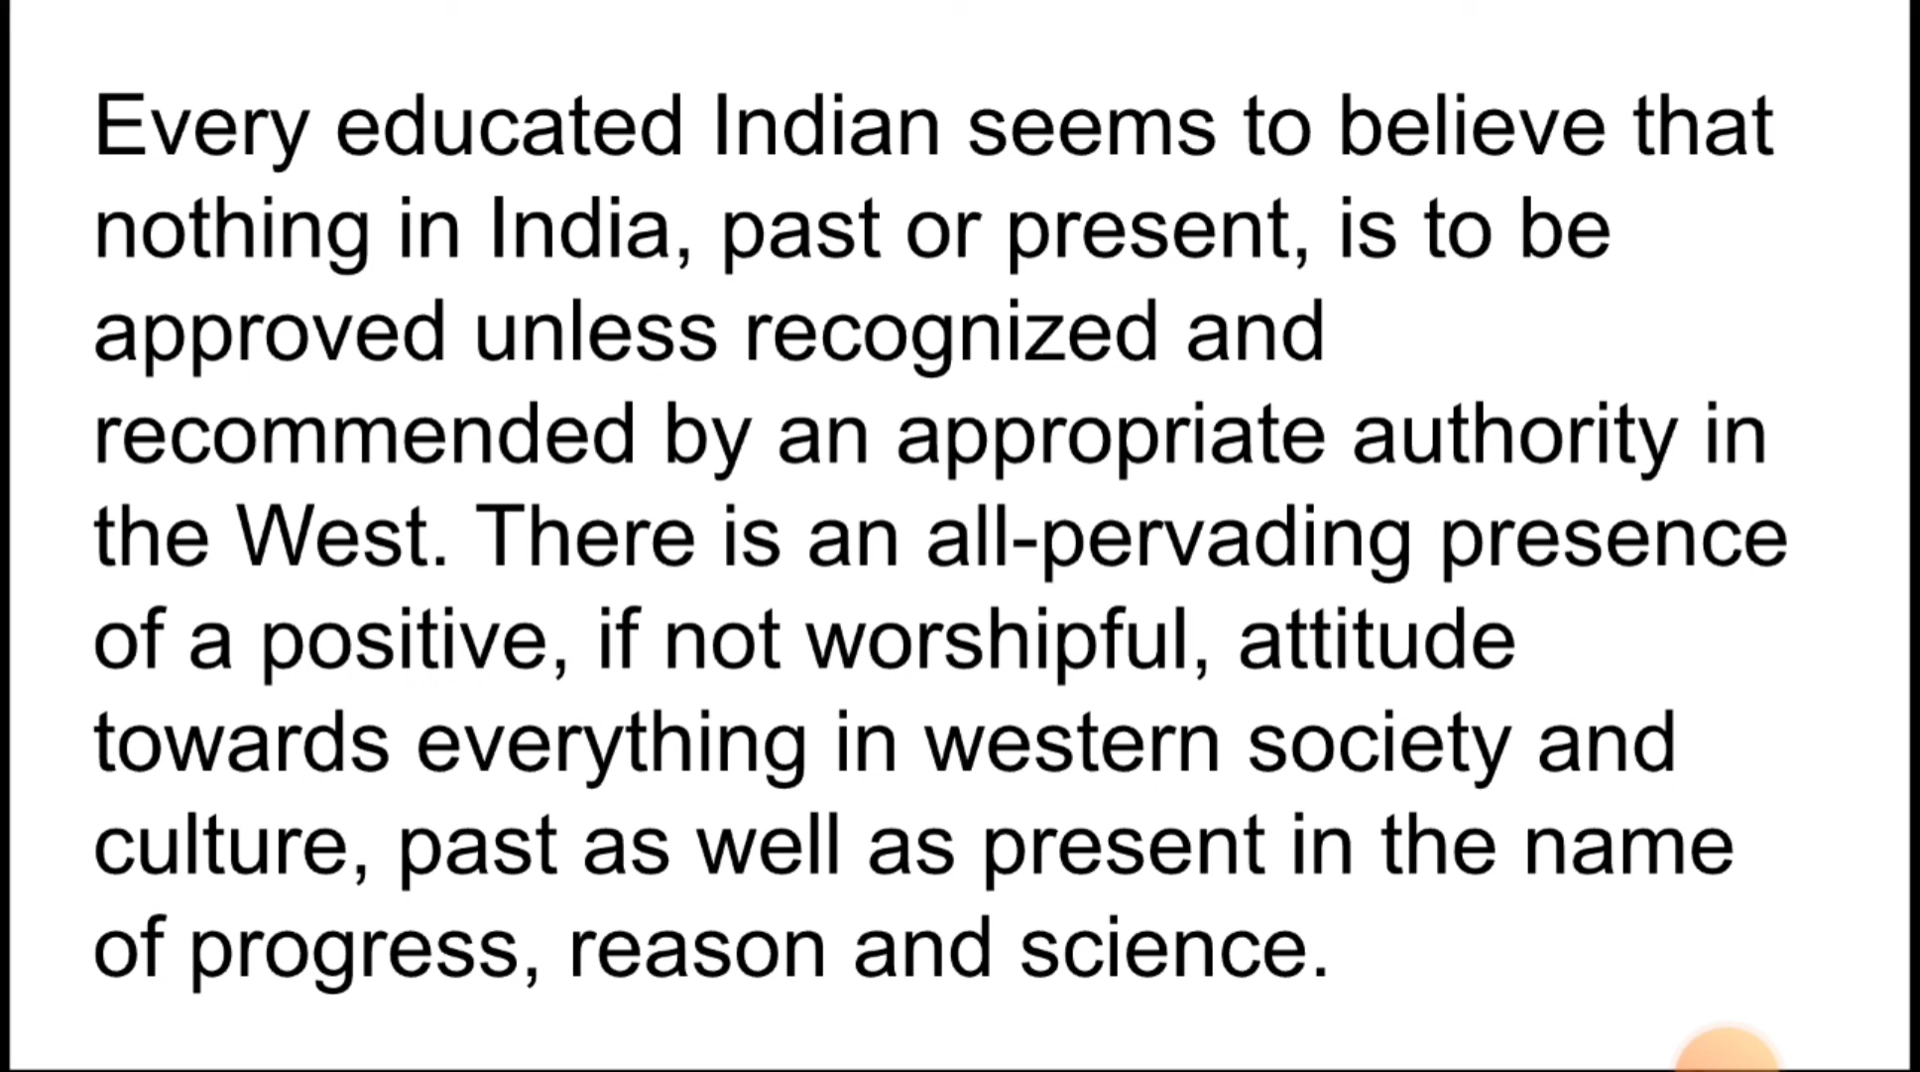 Every educated Indian seems to believe that
nothing in India, past or present, is to be
approved unless recognized and
recommended by an appropriate authority in
the West. There is an all-pervading presence
of a positive, if not worshipful, attitude
towards everything in western society and
culture, past as well as present in the name
of progress, reason and science.